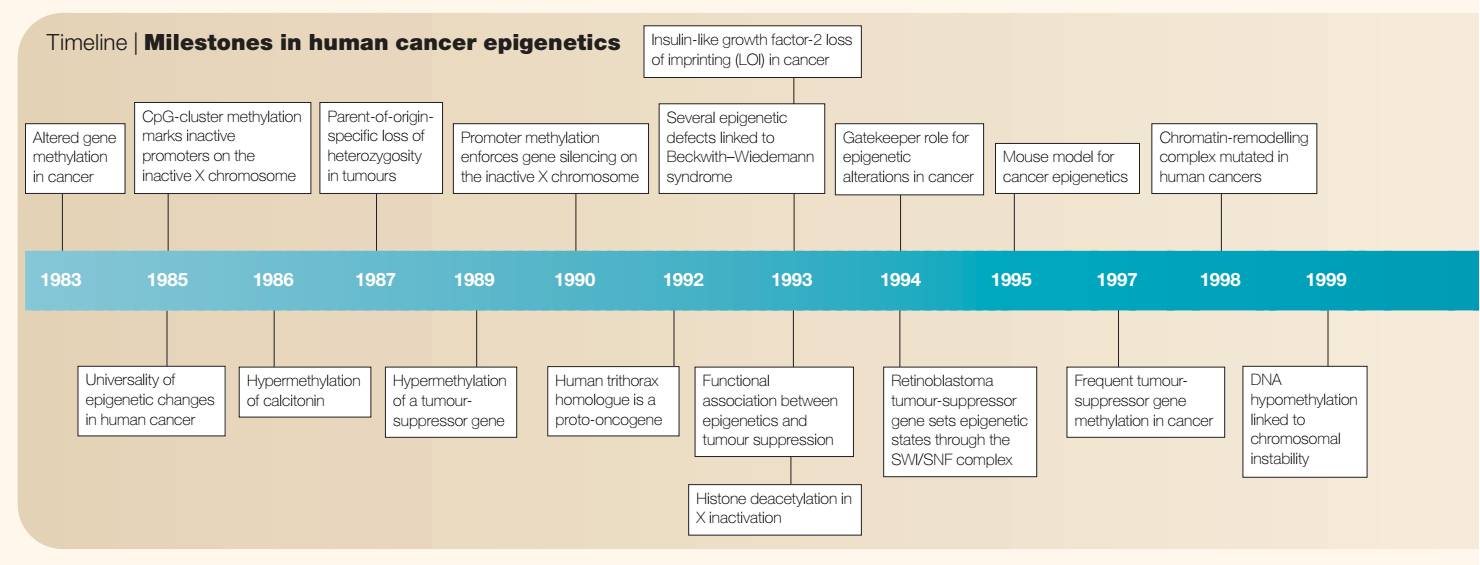 Timeline | Milestones in human cancer epigenetics
Insulin-like growth factor-2 loss
of imprinting (LOI) in cancer
Altered gene
methylation
in cancer
CpG-cluster methylation
marks inactive
promoters on the
inactive X chromosome
Parent-of-origin-
specific loss of
heterozygosity
in tumours
Promoter methylation
enforces gene silencing on
the inactive X chromosome
Several epigenetic
defects linked to
Beckwith–Wiedemann
syndrome
Gatekeeper role for
epigenetic
alterations in cancer
Mouse model for
cancer epigenetics
Chromatin-remodelling
complex mutated in
human cancers
1983 1985 1986 1987 1989 1990 1992 1993 1994 1995 1997 1998 1999
Universality of
epigenetic changes
in human cancer
Hypermethylation
of calcitonin
Hypermethylation
of a tumour-
suppressor gene
Human trithorax
homologue is a
proto-oncogene
Functional
association between
epigenetics and
tumour suppression
Histone deacetylation in
X inactivation
Retinoblastoma
tumour-suppressor
gene sets epigenetic
states through the
SWI/SNF complex
Frequent tumour-
suppressor gene
methylation in cancer
DNA
hypomethylation
linked to
chromosomal
instability